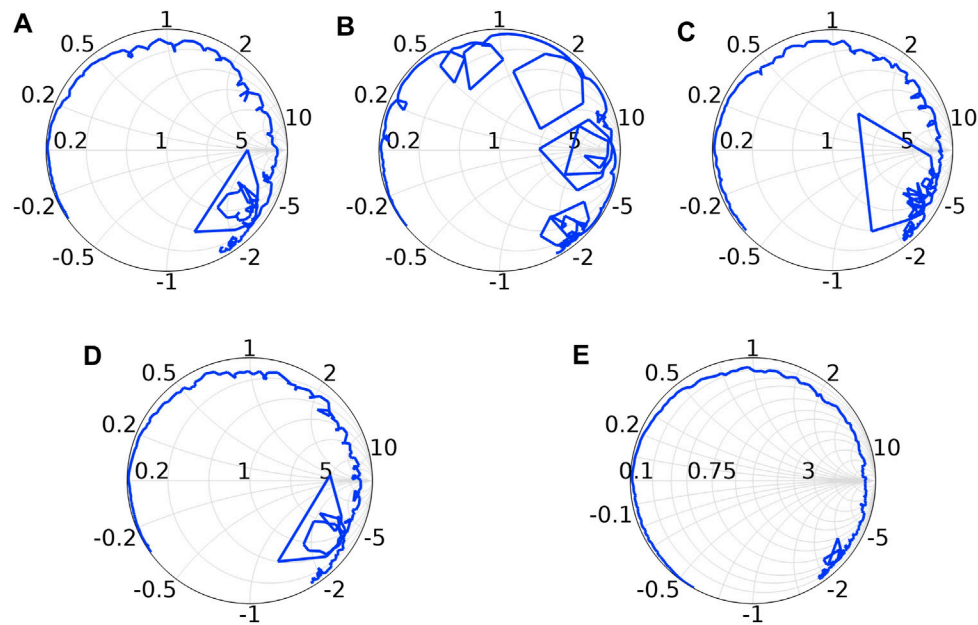 A B C
1 1 1
0.5 2 0.5 2 0.5 2
0.2 10 0.2 10 0.2 10
0.2 1 5 0.2 1 5 0.2 1 5
-0.2 -5 -0.2 -5 -0.2 -5
-0.5 -2 -0.5 -2 -0.5 -2
-1 -1 -1
D E
1 1
0.5 2 0.5 2
0.2 10 0.2 10
0.2 1 5 0.1 0.75 3
-0.2 -5 -0.1 -5
-0.5 -2 -0.5 -2
-1 -1